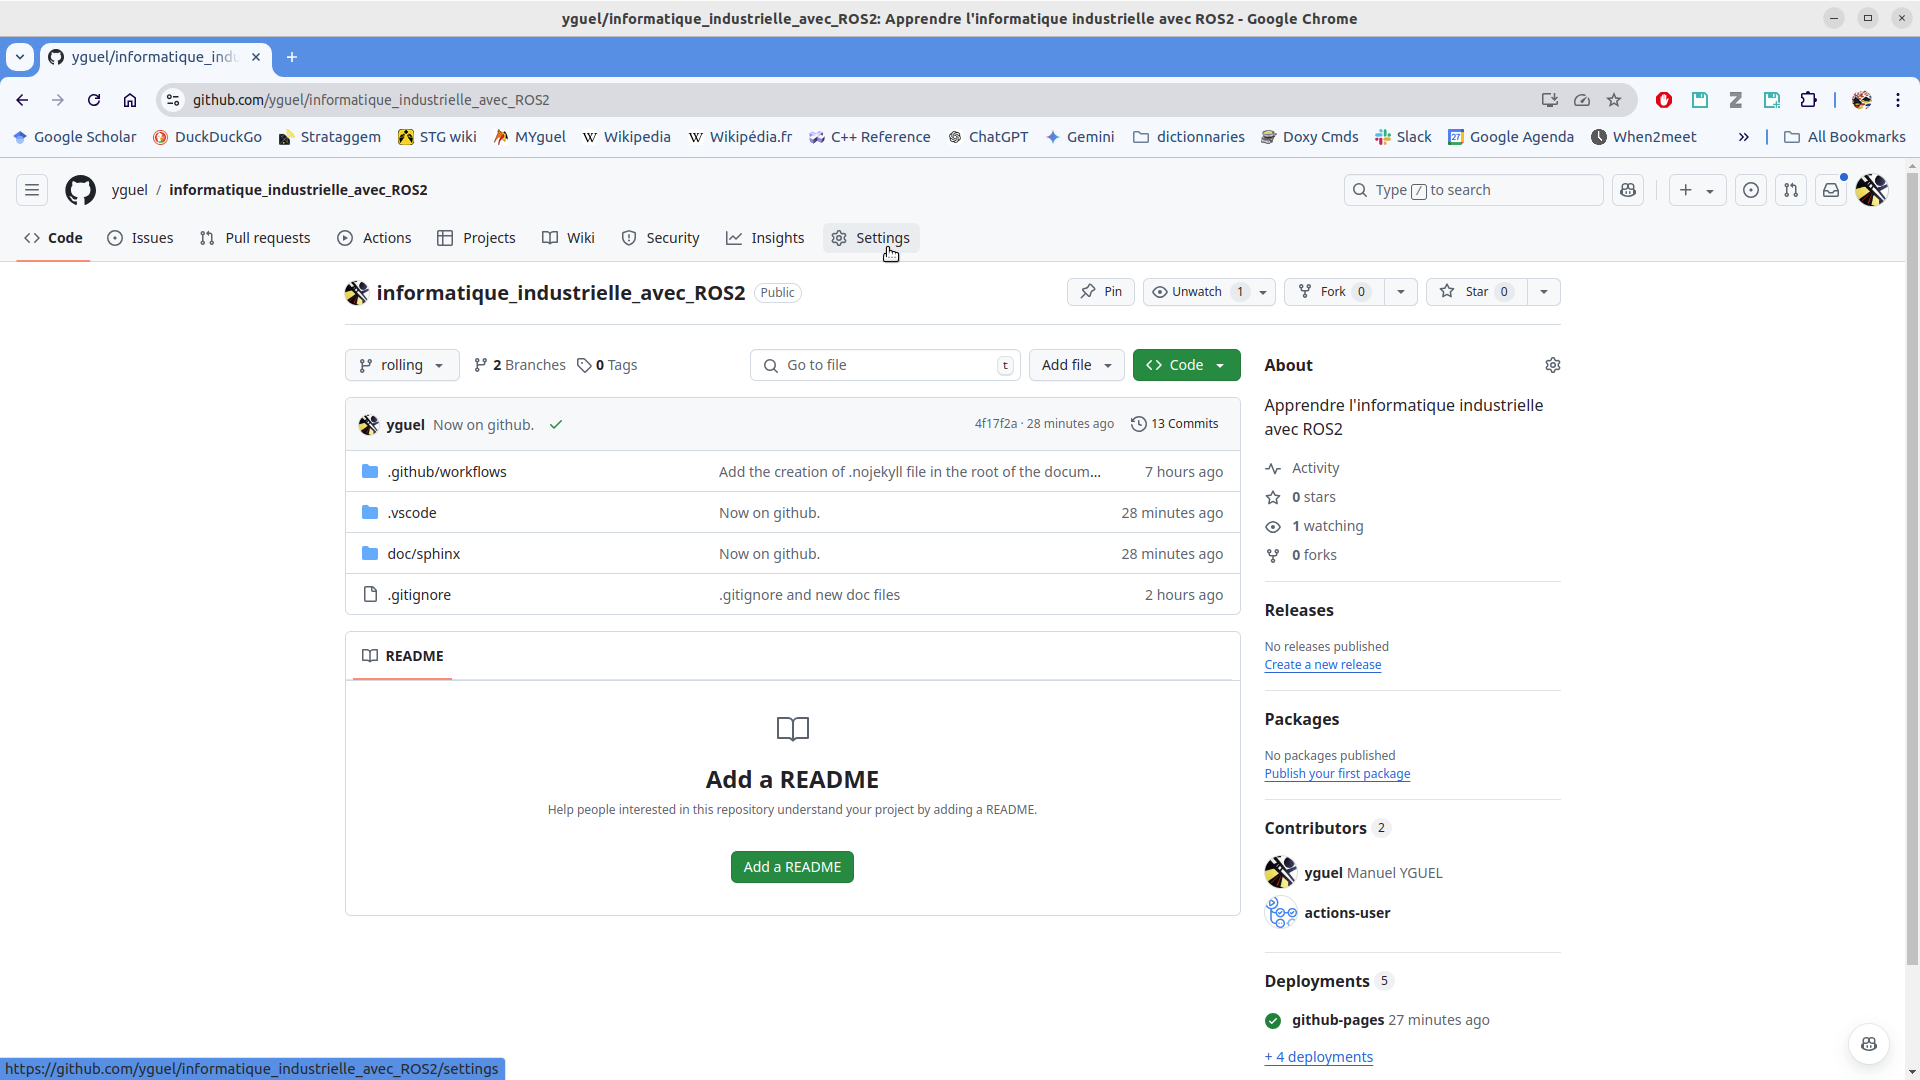 yguel/informatique_industrielle_avec_ROS2: Apprendre l'informatique industrielle avec ROS2 - Google Chrome
yguel/informatique_indu
github.com/yguel/informatique_industrielle_avec_ROS2
Google Scholar DuckDuckGo Strataggem STG wiki MYguel Wikipedia Wikipédia.fr C++ Reference ChatGPT Gemini dictionnaries Doxy Cmds Slack 27 Google Agenda When2meet » All Bookmarks
yguel / informatique_industrielle_avec_ROS2 Type / to search
Code Issues Pull requests Actions Projects Wiki Security Insights Settings
informatique_industrielle_avec_ROS2 Public Pin Unwatch 1 Fork 0 Star 0
rolling 2 Branches 0 Tags Go to file t Add file Code
yguel Now on github. 4f17f2a · 28 minutes ago 13 Commits
.github/workflows Add the creation of .nojekyll file in the root of the docum... 7 hours ago
.vscode Now on github. 28 minutes ago
doc/sphinx Now on github. 28 minutes ago
.gitignore .gitignore and new doc files 2 hours ago
README
Add a README
Help people interested in this repository understand your project by adding a README.
Add a README
About
Apprendre l'informatique industrielle
avec ROS2
Activity
0 stars
1 watching
0 forks
Releases
No releases published
Create a new release
Packages
No packages published
Publish your first package
Contributors 2
yguel Manuel YGUEL
actions-user
Deployments 5
github-pages 27 minutes ago
+ 4 deployments
https://github.com/yguel/informatique_industrielle_avec_ROS2/settings